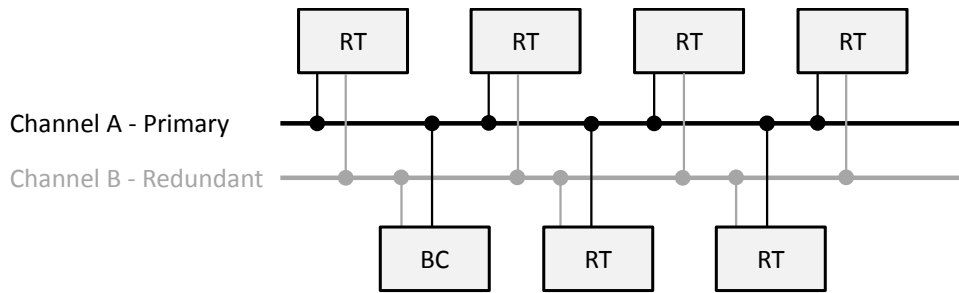 RT
RT
RT
RT
Channel A - Primary
Channel B - Redundant
BC
RT
RT